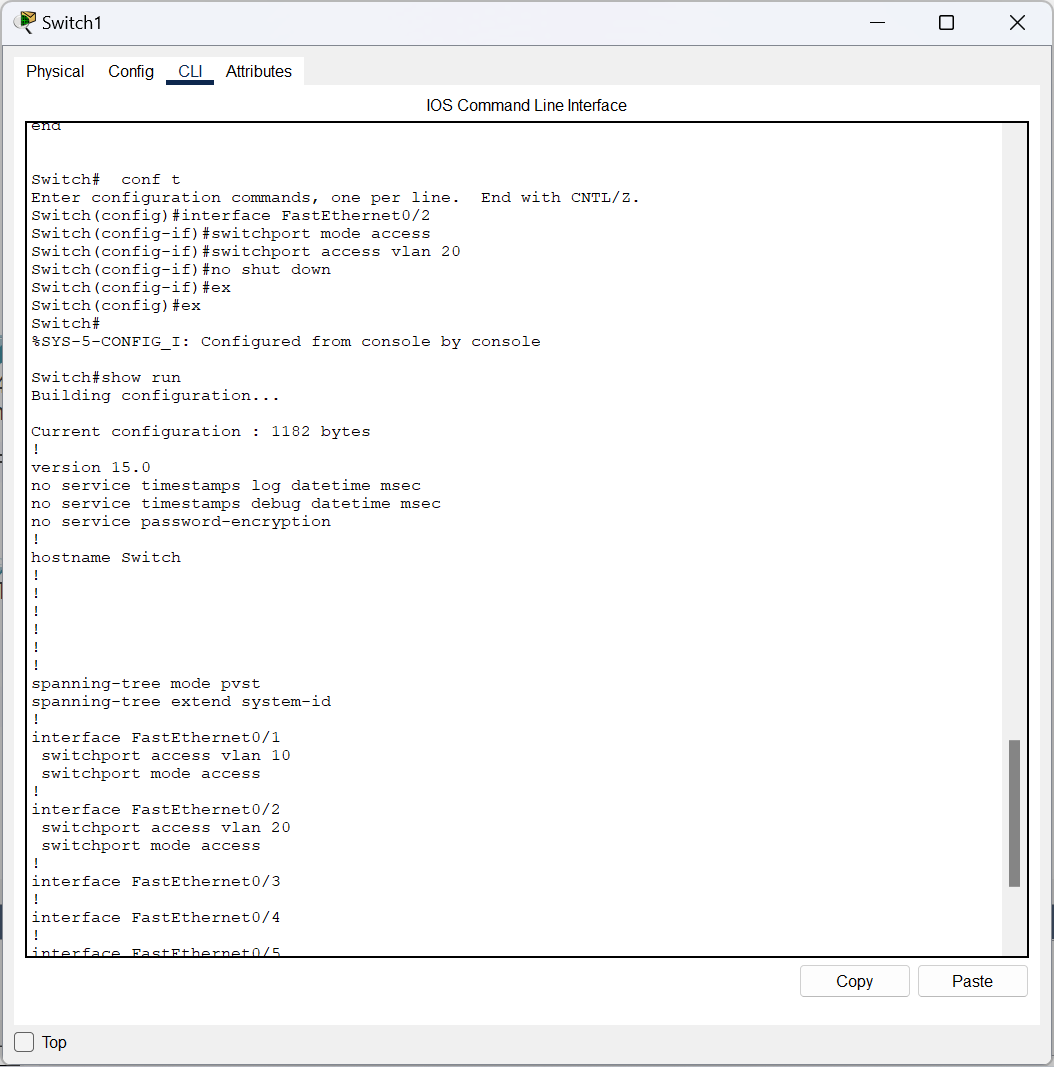 Switch1
Physical Config CLI Attributes
IOS Command Line Interface
end
Switch#  conf t
Enter configuration commands, one per line.  End with CNTL/Z.
Switch(config)#interface FastEthernet0/2
Switch(config-if)#switchport mode access
Switch(config-if)#switchport access vlan 20
Switch(config-if)#no shut down
Switch(config-if)#ex
Switch(config)#ex
Switch#
%SYS-5-CONFIG_I: Configured from console by console
Switch#show run
Building configuration...
Current configuration : 1182 bytes
!
version 15.0
no service timestamps log datetime msec
no service timestamps debug datetime msec
no service password-encryption
!
hostname Switch
!
!
!
!
!
!
spanning-tree mode pvst
spanning-tree extend system-id
!
interface FastEthernet0/1
 switchport access vlan 10
 switchport mode access
!
interface FastEthernet0/2
 switchport access vlan 20
 switchport mode access
!
interface FastEthernet0/3
!
interface FastEthernet0/4
!
interface FastEthernet0/5
Copy Paste
Top